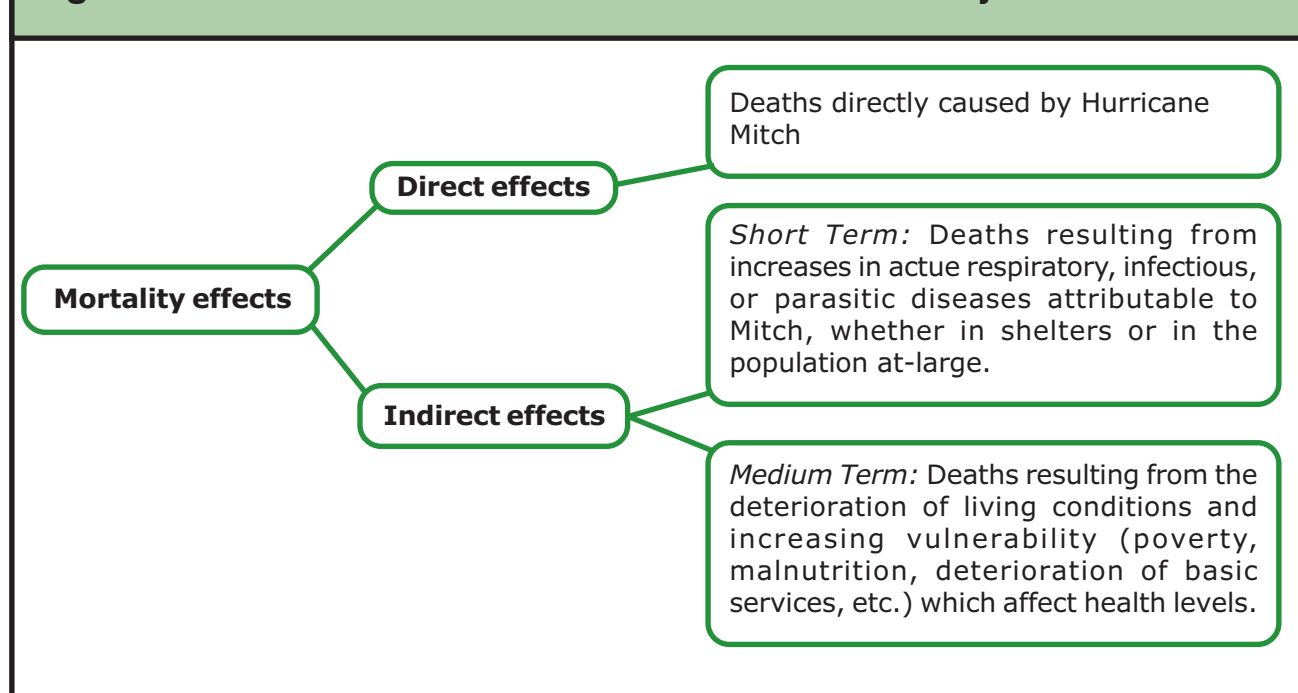 Deaths directly caused by Hurricane
Mitch
Direct effects
Short Term: Deaths resulting from
increases in actue respiratory, infectious,
or parasitic diseases attributable to
Mitch, whether in shelters or in the
population at-large.
Mortality effects
Indirect effects
Medium Term: Deaths resulting from the
deterioration of living conditions and
increasing vulnerability (poverty,
malnutrition, deterioration of basic
services, etc.) which affect health levels.